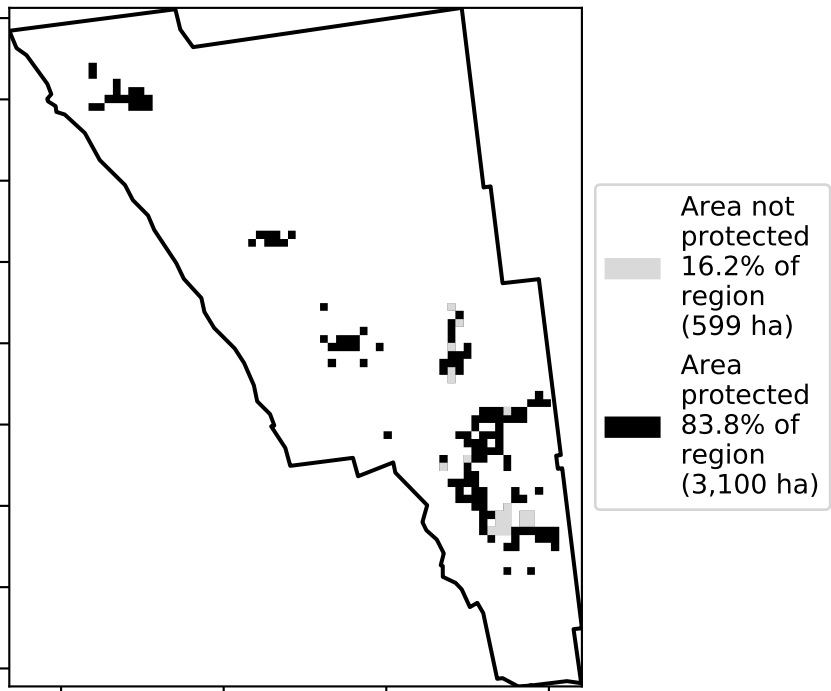 Area not
protected
16.2% of
region
(599 ha)
Area
protected
83.8% of
region
(3,100 ha)